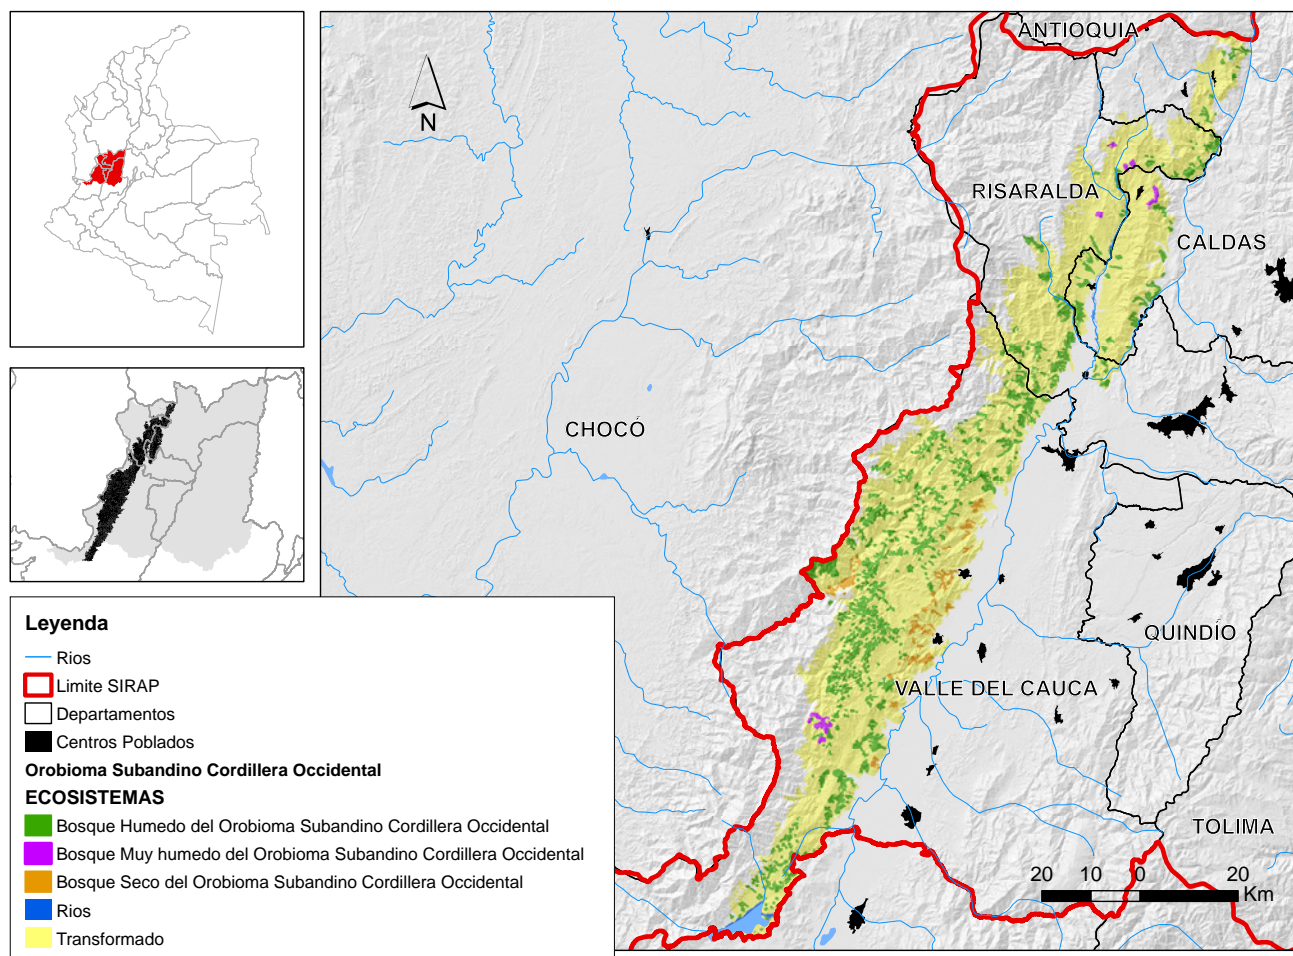 ANTIOQUIA
N
RISARALDA
CALDAS
CHOCÓ
QUINDÍO
VALLE DEL CAUCA
TOLIMA
20 10 0 20
Km
Leyenda
Rios
Limite SIRAP
Departamentos
Centros Poblados
Orobioma Subandino Cordillera Occidental
ECOSISTEMAS
Bosque Humedo del Orobioma Subandino Cordillera Occidental
Bosque Muy humedo del Orobioma Subandino Cordillera Occidental
Bosque Seco del Orobioma Subandino Cordillera Occidental
Rios
Transformado